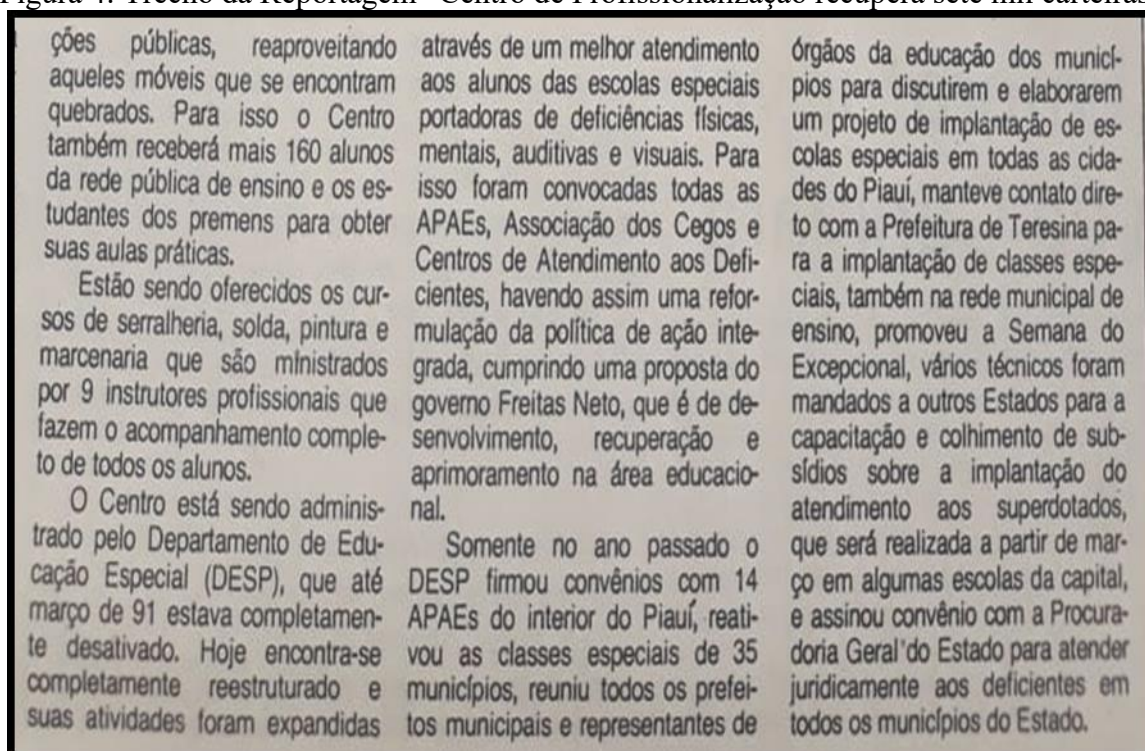 Figura 4: Trecho da Reportagem "Centro de Profissionalização recupera sete mil carteiras
ções públicas, reaproveitando
aqueles móveis que se encontram
quebrados. Para isso o Centro
também receberá mais 160 alunos
da rede pública de ensino e os es-
tudantes dos premens para obter
suas aulas práticas.
Estão sendo oferecidos os cur-
sos de serralheria, solda, pintura e
marcenaria que são ministrados
por 9 instrutores profissionais que
fazem o acompanhamento comple-
to de todos os alunos.
O Centro está sendo adminis-
trado pelo Departamento de Edu-
cação Especial (DESP), que até
março de 91 estava completamen-
te desativado. Hoje encontra-se
completamente reestruturado e
suas atividades foram expandidas
através de um melhor atendimento
aos alunos das escolas especiais
portadoras de deficiências físicas,
mentais, auditivas e visuais. Para
isso foram convocadas todas as
APAEs, Associação dos Cegos e
Centros de Atendimento aos Defi-
cientes, havendo assim uma refor-
mulação da política de ação inte-
grada, cumprindo uma proposta do
governo Freitas Neto, que é de de-
senvolvimento, recuperação e
aprimoramento na área educacio-
nal.
Somente no ano passado o
DESP firmou convênios com 14
APAEs do interior do Piauí, reati-
vou as classes especiais de 35
municípios, reuniu todos os prefei-
tos municipais e representantes de
órgãos da educação dos municí-
pios para discutirem e elaborarem
um projeto de implantação de es-
colas especiais em todas as cida-
des do Piauí, manteve contato dire-
to com a Prefeitura de Teresina pa-
ra a implantação de classes espe-
ciais, também na rede municipal de
ensino, promoveu a Semana do
Excepcional, vários técnicos foram
mandados a outros Estados para a
capacitação e colhimento de sub-
sídios sobre a implantação do
atendimento aos superdotados,
que será realizada a partir de mar-
ço em algumas escolas da capital,
e assinou convênio com a Procura-
doria Geral do Estado para atender
juridicamente aos deficientes em
todos os municípios do Estado.